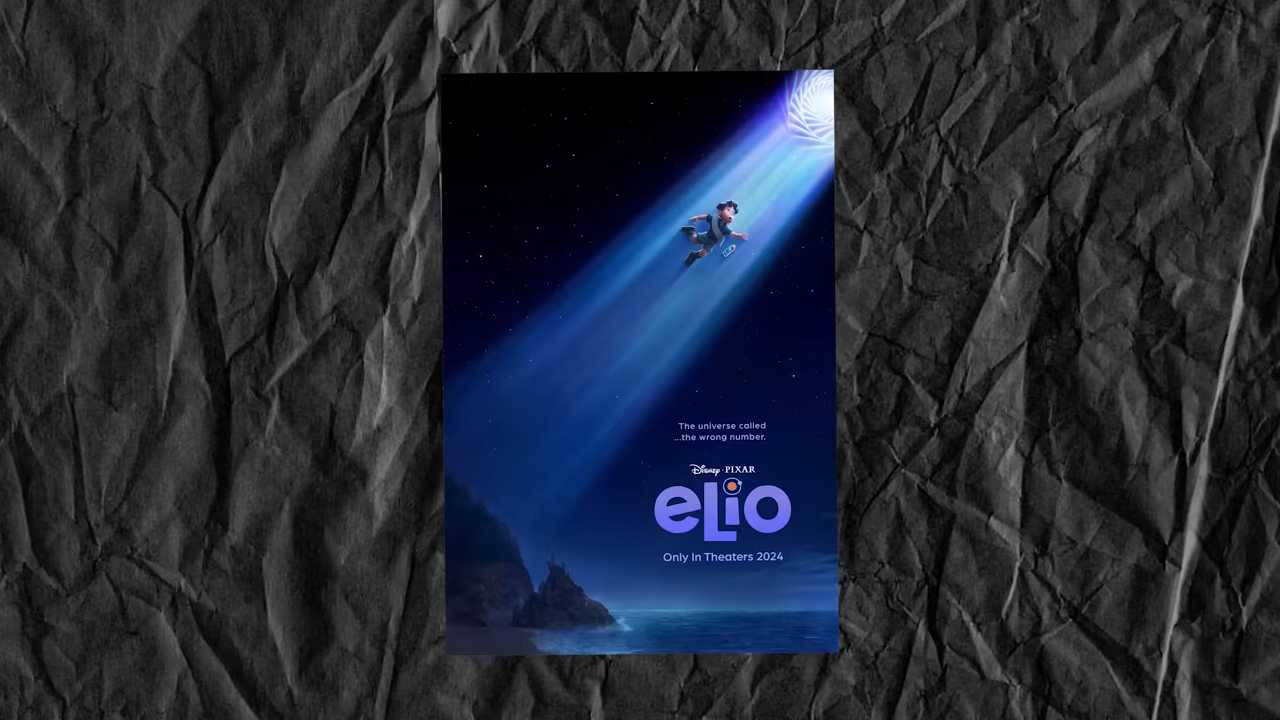 The universe called
...the wrong number.
Disney · PIXAR
eLio
Only In Theaters 2024